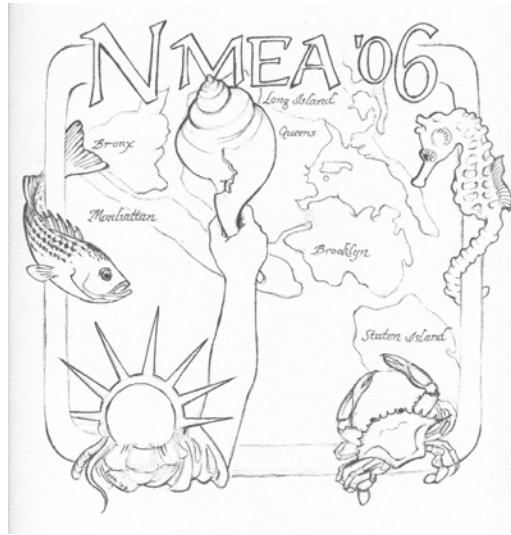 NMEA '06
Long Island
Queens
Bronx
Manhattan
Brooklyn
Staten Island